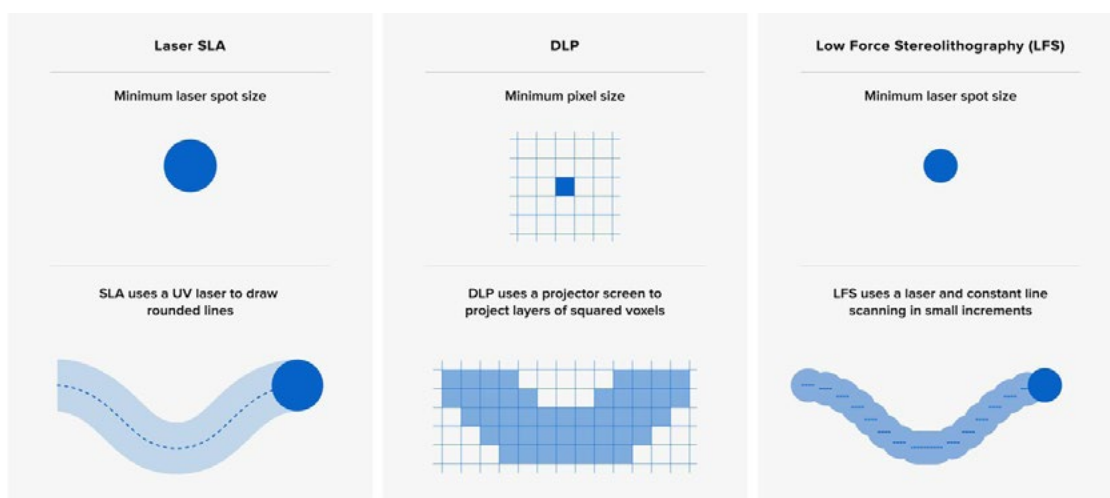 Laser SLA
Minimum laser spot size
SLA uses a UV laser to draw
rounded lines
DLP
Minimum pixel size
DLP uses a projector screen to
project layers of squared voxels
Low Force Stereolithography (LFS)
Minimum laser spot size
LFS uses a laser and constant line
scanning in small increments